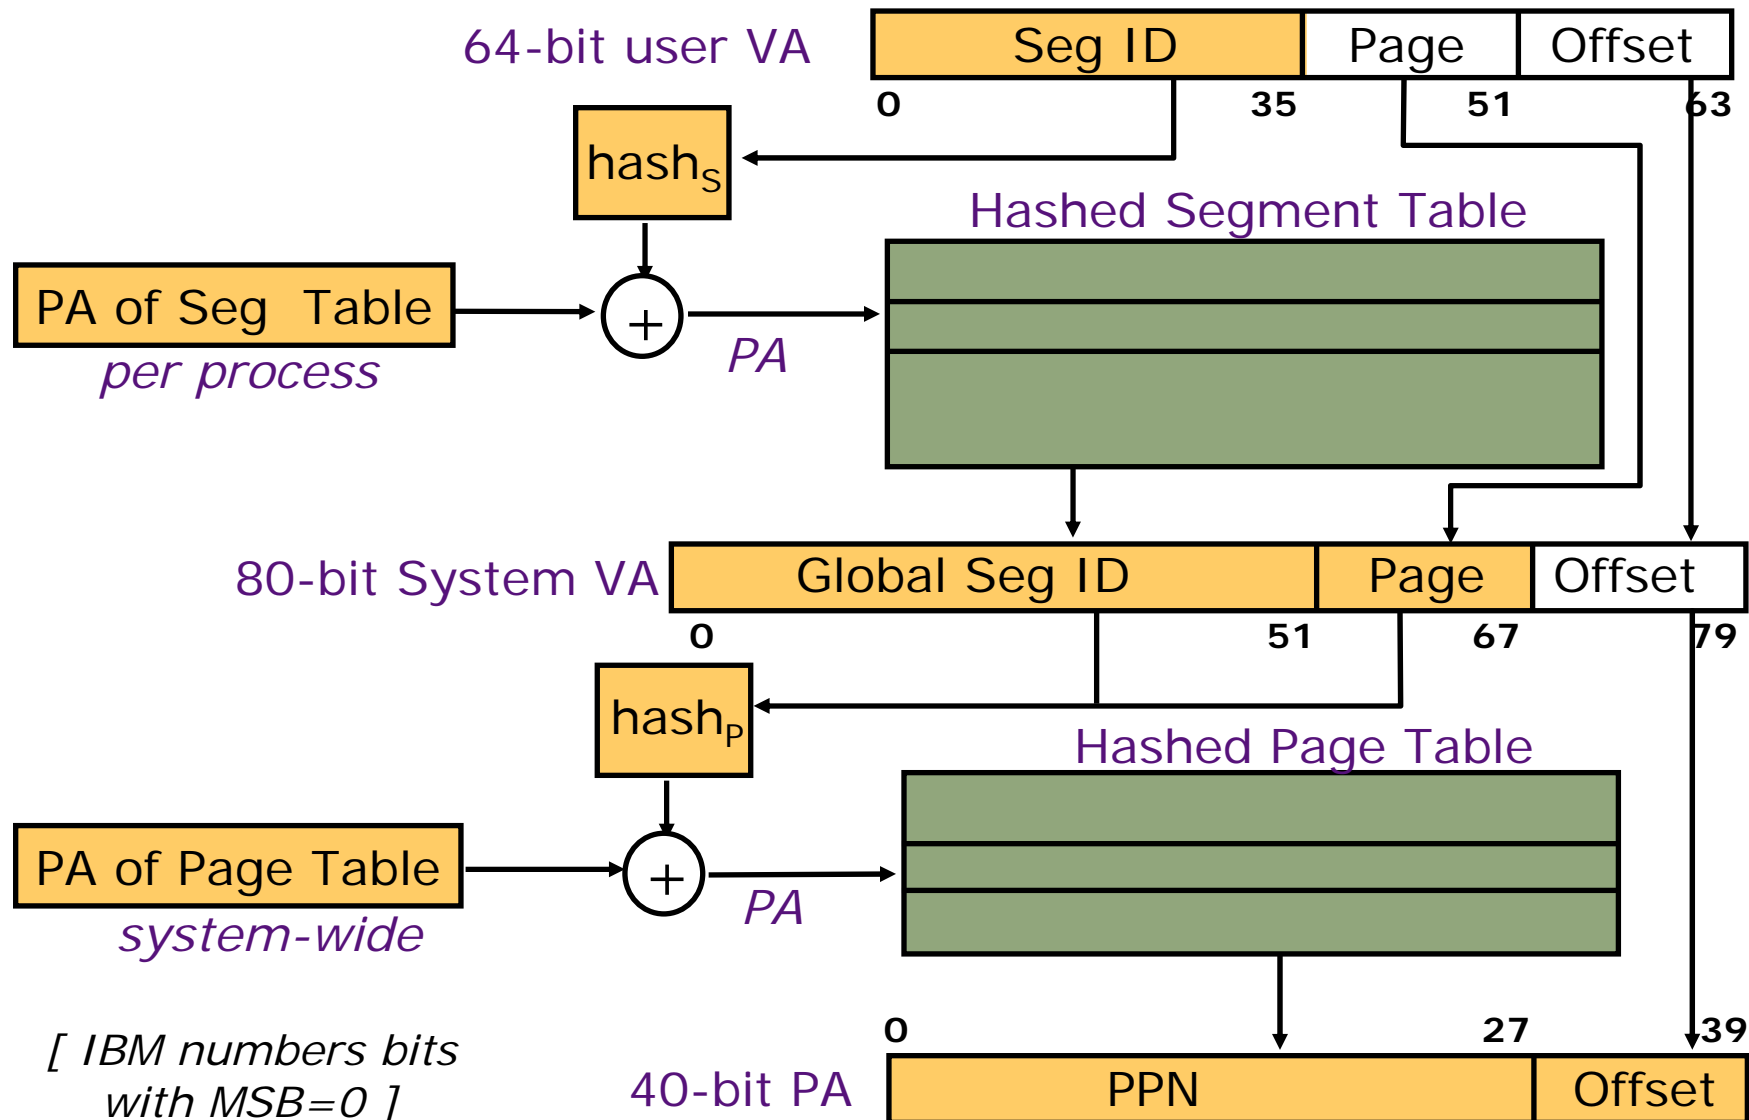 64-bit user VA
Seg ID Page Offset
0 35 51 63
hashS
Hashed Segment Table
PA of Seg Table
+
PA
per process
80-bit System VA
Global Seg ID Page Offset
0 51 67 79
hashP
Hashed Page Table
PA of Page Table
+
PA
system-wide
0 27 39
[ IBM numbers bits
with MSB=0 ]
40-bit PA
PPN Offset